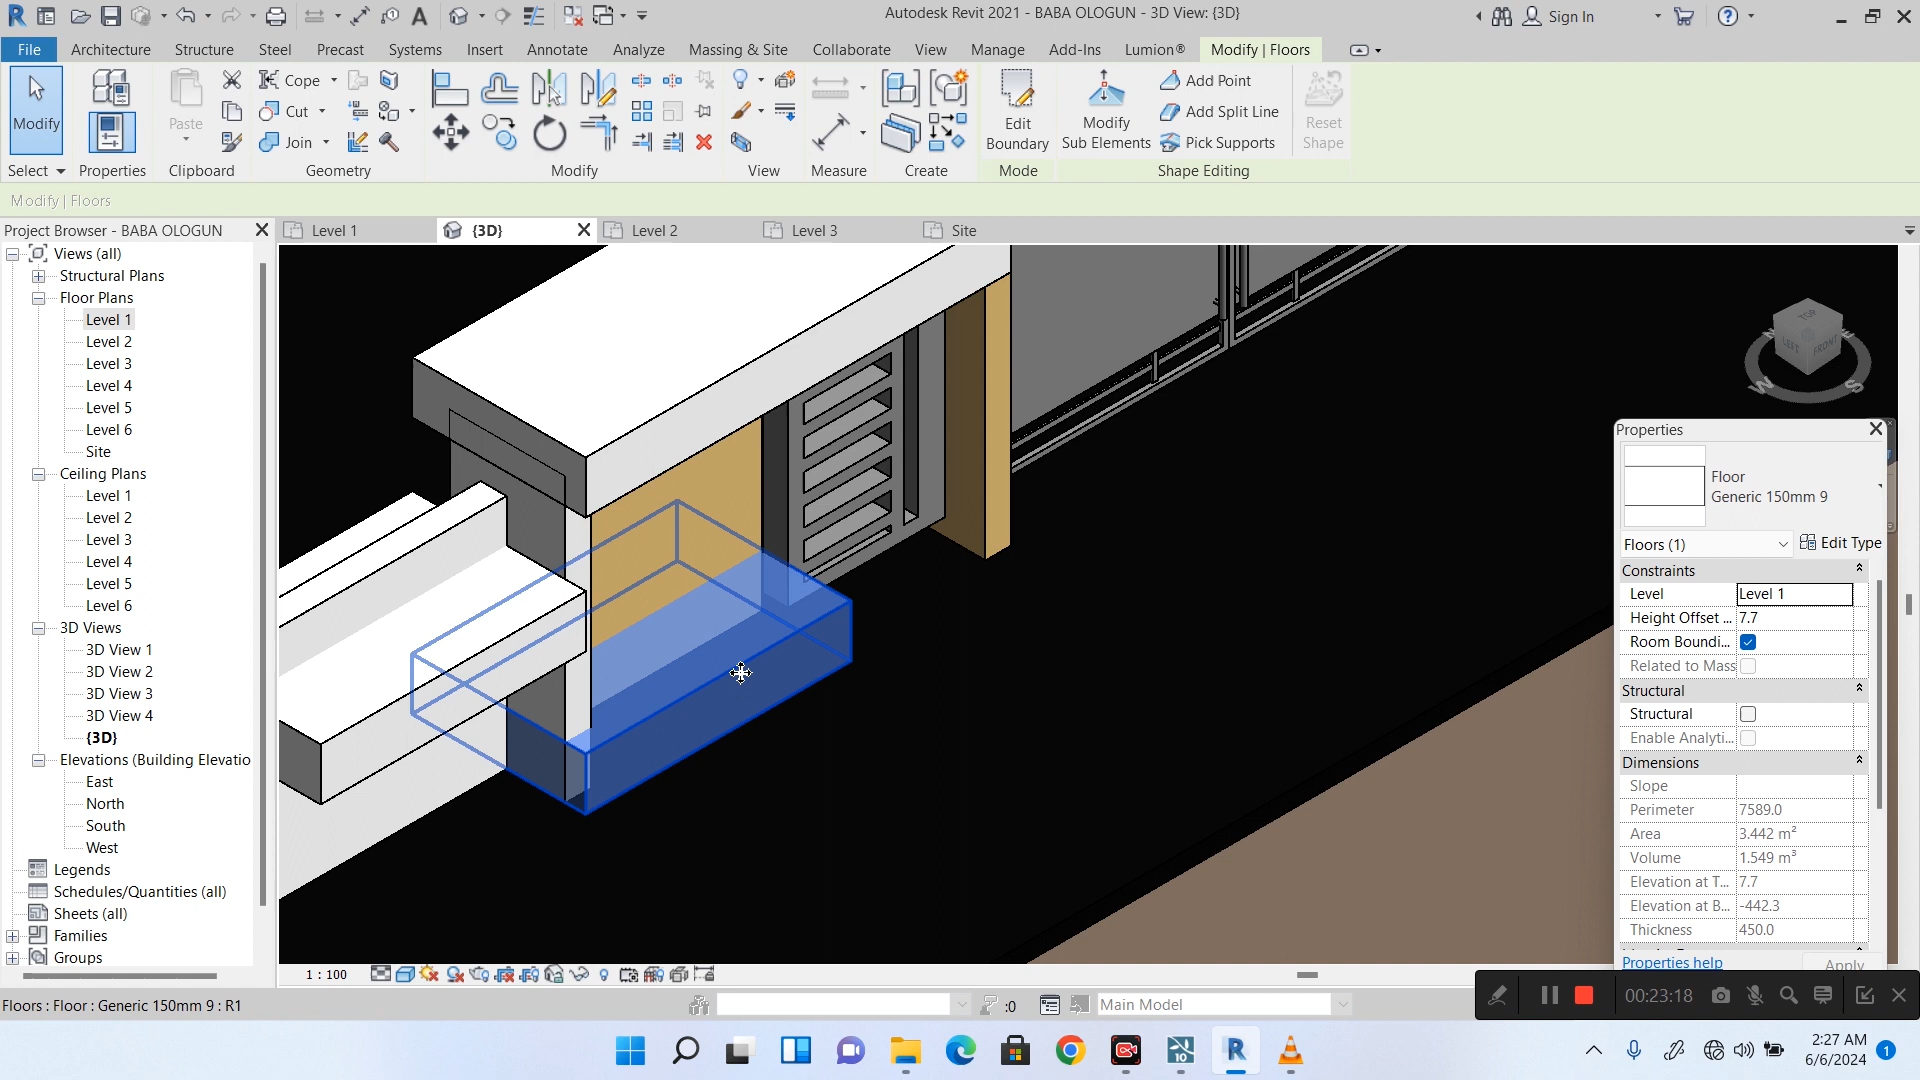 Autodesk Revit 2021 - BABA OLOGUN - 3D View: {3D}
Sign In
File Architecture Structure Steel Precast Systems Insert Annotate Analyze Massing & Site Collaborate View Manage Add-Ins Lumion® Modify | Floors
Modify
Paste
Cope
Cut
Join
Edit Boundary
Modify Sub Elements
Add Point
Add Split Line
Pick Supports
Reset Shape
Select Properties Clipboard Geometry Modify View Measure Create Mode Shape Editing
Modify | Floors
Project Browser - BABA OLOGUN
Level 1 {3D} Level 2 Level 3 Site
Views (all)
Structural Plans
Floor Plans
Level 1
Level 2
Level 3
Level 4
Level 5
Level 6
Site
Ceiling Plans
Level 1
Level 2
Level 3
Level 4
Level 5
Level 6
3D Views
3D View 1
3D View 2
3D View 3
3D View 4
{3D}
Elevations (Building Elevatio
East
North
South
West
Legends
Schedules/Quantities (all)
Sheets (all)
Families
Groups
TOP
LEFT
FRONT
W
S
Properties
Floor
Generic 150mm 9
Floors (1) Edit Type
Constraints
Level Level 1
Height Offset ... 7.7
Room Boundi...
Related to Mass
Structural
Structural
Enable Analyti...
Dimensions
Slope
Perimeter 7589.0
Area 3.442 m²
Volume 1.549 m³
Elevation at T... 7.7
Elevation at B... -442.3
Thickness 450.0
Properties help Apply
1 : 100
Floors : Floor : Generic 150mm 9 : R1
:0
Main Model
00:23:18
10
R
2:27 AM
6/6/2024
1